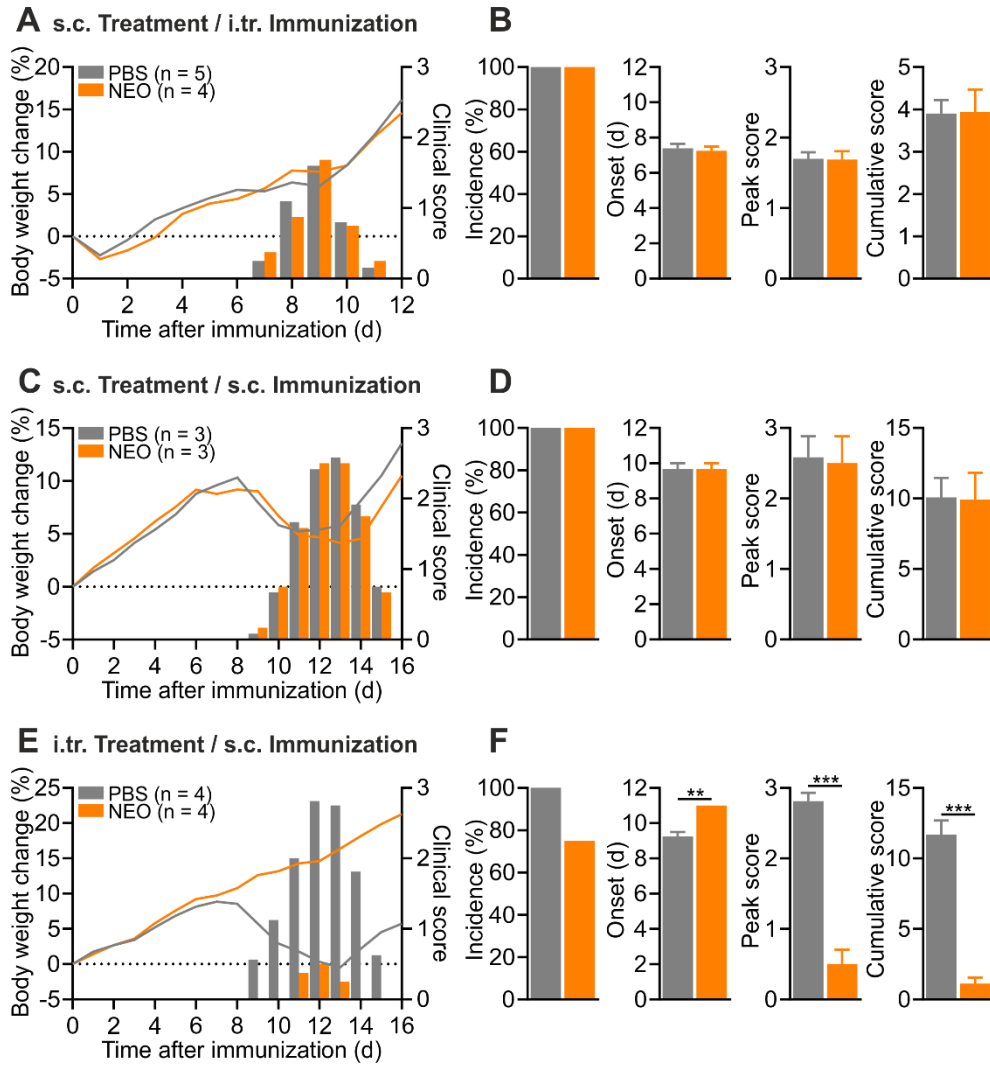 A s.c. Treatment / i.tr. Immunization
B
Body weight change (%)
20
15
10
5
0
-5
PBS (n = 5)
NEO (n = 4)
3
2
1
0
Clinical score
0 2 4 6 8 10 12
Time after immunization (d)
Incidence (%)
100
80
60
40
20
0
Onset (d)
12
10
8
6
4
2
0
Peak score
3
2
1
0
Cumulative score
5
4
3
2
1
0
C s.c. Treatment / s.c. Immunization
D
Body weight change (%)
15
10
5
0
-5
PBS (n = 3)
NEO (n = 3)
3
2
1
0
Clinical score
0 2 4 6 8 10 12 14 16
Time after immunization (d)
Incidence (%)
100
80
60
40
20
0
Onset (d)
12
10
8
6
4
2
0
Peak score
3
2
1
0
Cumulative score
15
10
5
0
E i.tr. Treatment / s.c. Immunization
F
Body weight change (%)
25
20
15
10
5
0
-5
PBS (n = 4)
NEO (n = 4)
3
2
1
0
Clinical score
0 2 4 6 8 10 12 14 16
Time after immunization (d)
Incidence (%)
100
80
60
40
20
0
Onset (d)
12
10
8
6
4
2
0
**
Peak score
3
2
1
0
***
Cumulative score
15
12
9
6
3
0
***